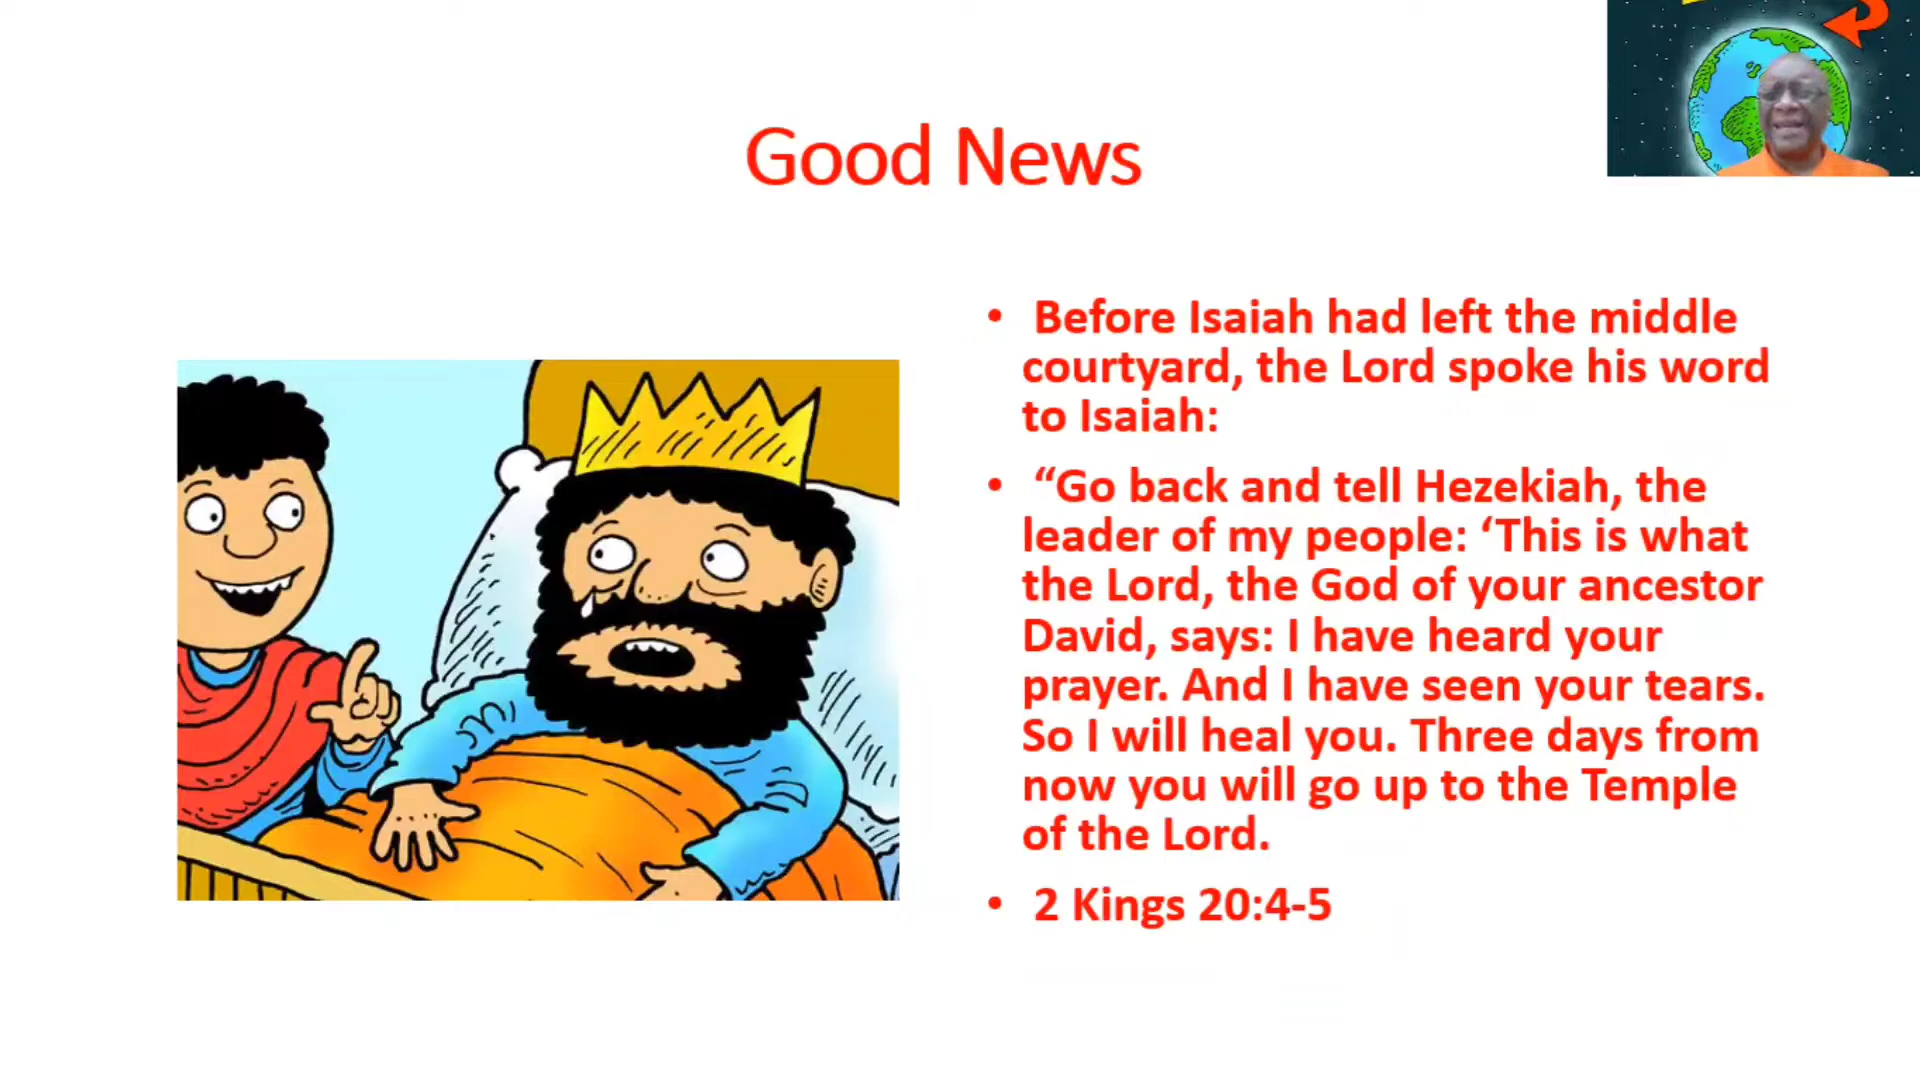 Good News
• Before Isaiah had left the middle
courtyard, the Lord spoke his word
to Isaiah:
• “Go back and tell Hezekiah, the
leader of my people: ‘This is what
the Lord, the God of your ancestor
David, says: I have heard your
prayer. And I have seen your tears.
So I will heal you. Three days from
now you will go up to the Temple
of the Lord.
• 2 Kings 20:4-5